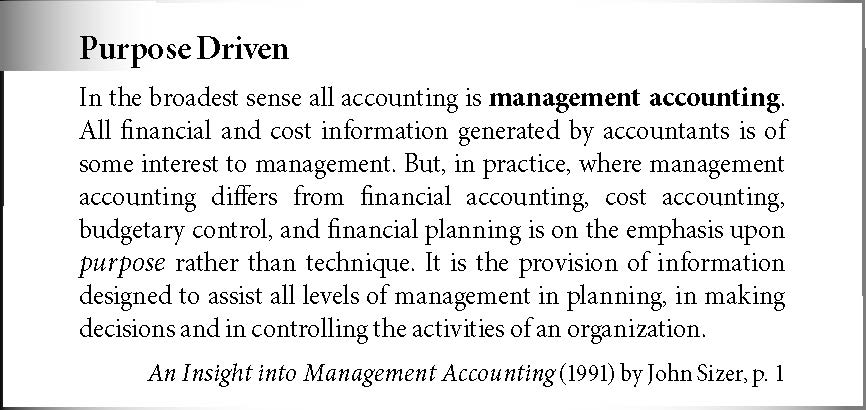 Purpose Driven
In the broadest sense all accounting is management accounting.
All financial and cost information generated by accountants is of
some interest to management. But, in practice, where management
accounting differs from financial accounting, cost accounting,
budgetary control, and financial planning is on the emphasis upon
purpose rather than technique. It is the provision of information
designed to assist all levels of management in planning, in making
decisions and in controlling the activities of an organization.
An Insight into Management Accounting (1991) by John Sizer, p. 1